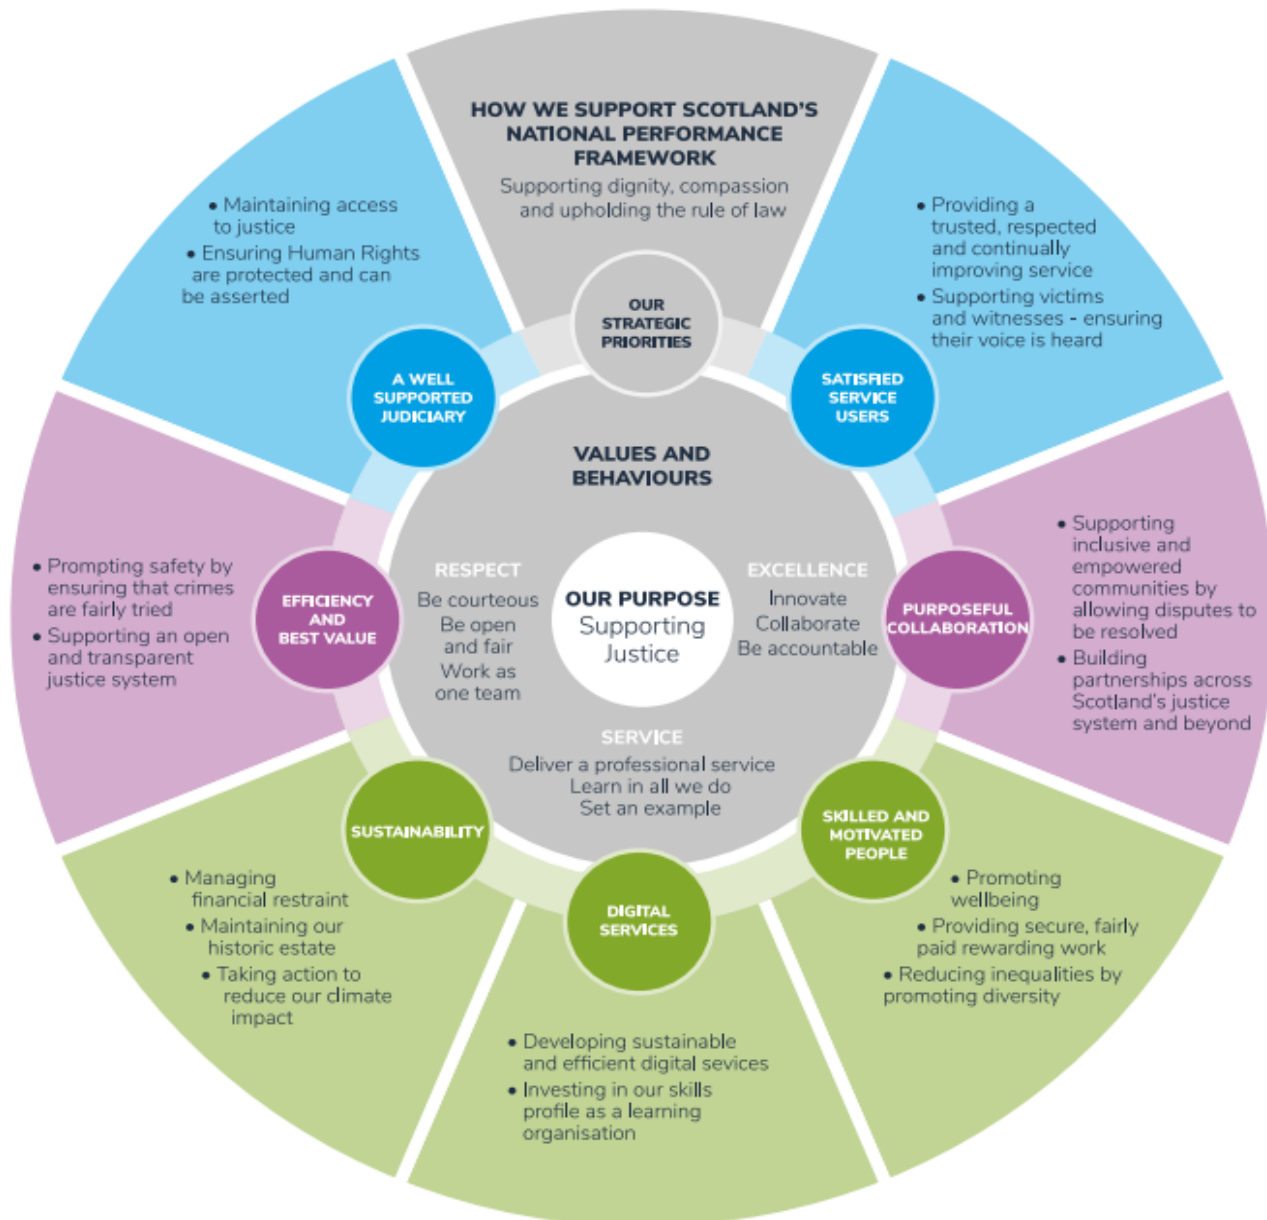 HOW WE SUPPORT SCOTLAND'S
NATIONAL PERFORMANCE
FRAMEWORK
Supporting dignity, compassion
and upholding the rule of law
OUR
STRATEGIC
PRIORITIES
• Providing a
trusted, respected
and continually
improving service
• Supporting victims
and witnesses - ensuring
their voice is heard
SATISFIED
SERVICE
USERS
• Supporting
inclusive and
empowered
communities by
allowing disputes to
be resolved
• Building
partnerships across
Scotland's justice
system and beyond
PURPOSEFUL
COLLABORATION
SKILLED AND
MOTIVATED
PEOPLE
• Promoting
wellbeing
• Providing secure, fairly
paid rewarding work
• Reducing inequalities by
promoting diversity
DIGITAL
SERVICES
• Developing sustainable
and efficient digital sevices
• Investing in our skills
profile as a learning
organisation
SUSTAINABILITY
• Managing
financial restraint
• Maintaining our
historic estate
• Taking action to
reduce our climate
impact
EFFICIENCY
AND
BEST VALUE
• Prompting safety by
ensuring that crimes
are fairly tried
• Supporting an open
and transparent
justice system
A WELL
SUPPORTED
JUDICIARY
• Maintaining access
to justice
• Ensuring Human Rights
are protected and can
be asserted
VALUES AND
BEHAVIOURS
RESPECT
Be courteous
Be open
and fair
Work as
one team
OUR PURPOSE
Supporting
Justice
EXCELLENCE
Innovate
Collaborate
Be accountable
SERVICE
Deliver a professional service
Learn in all we do
Set an example